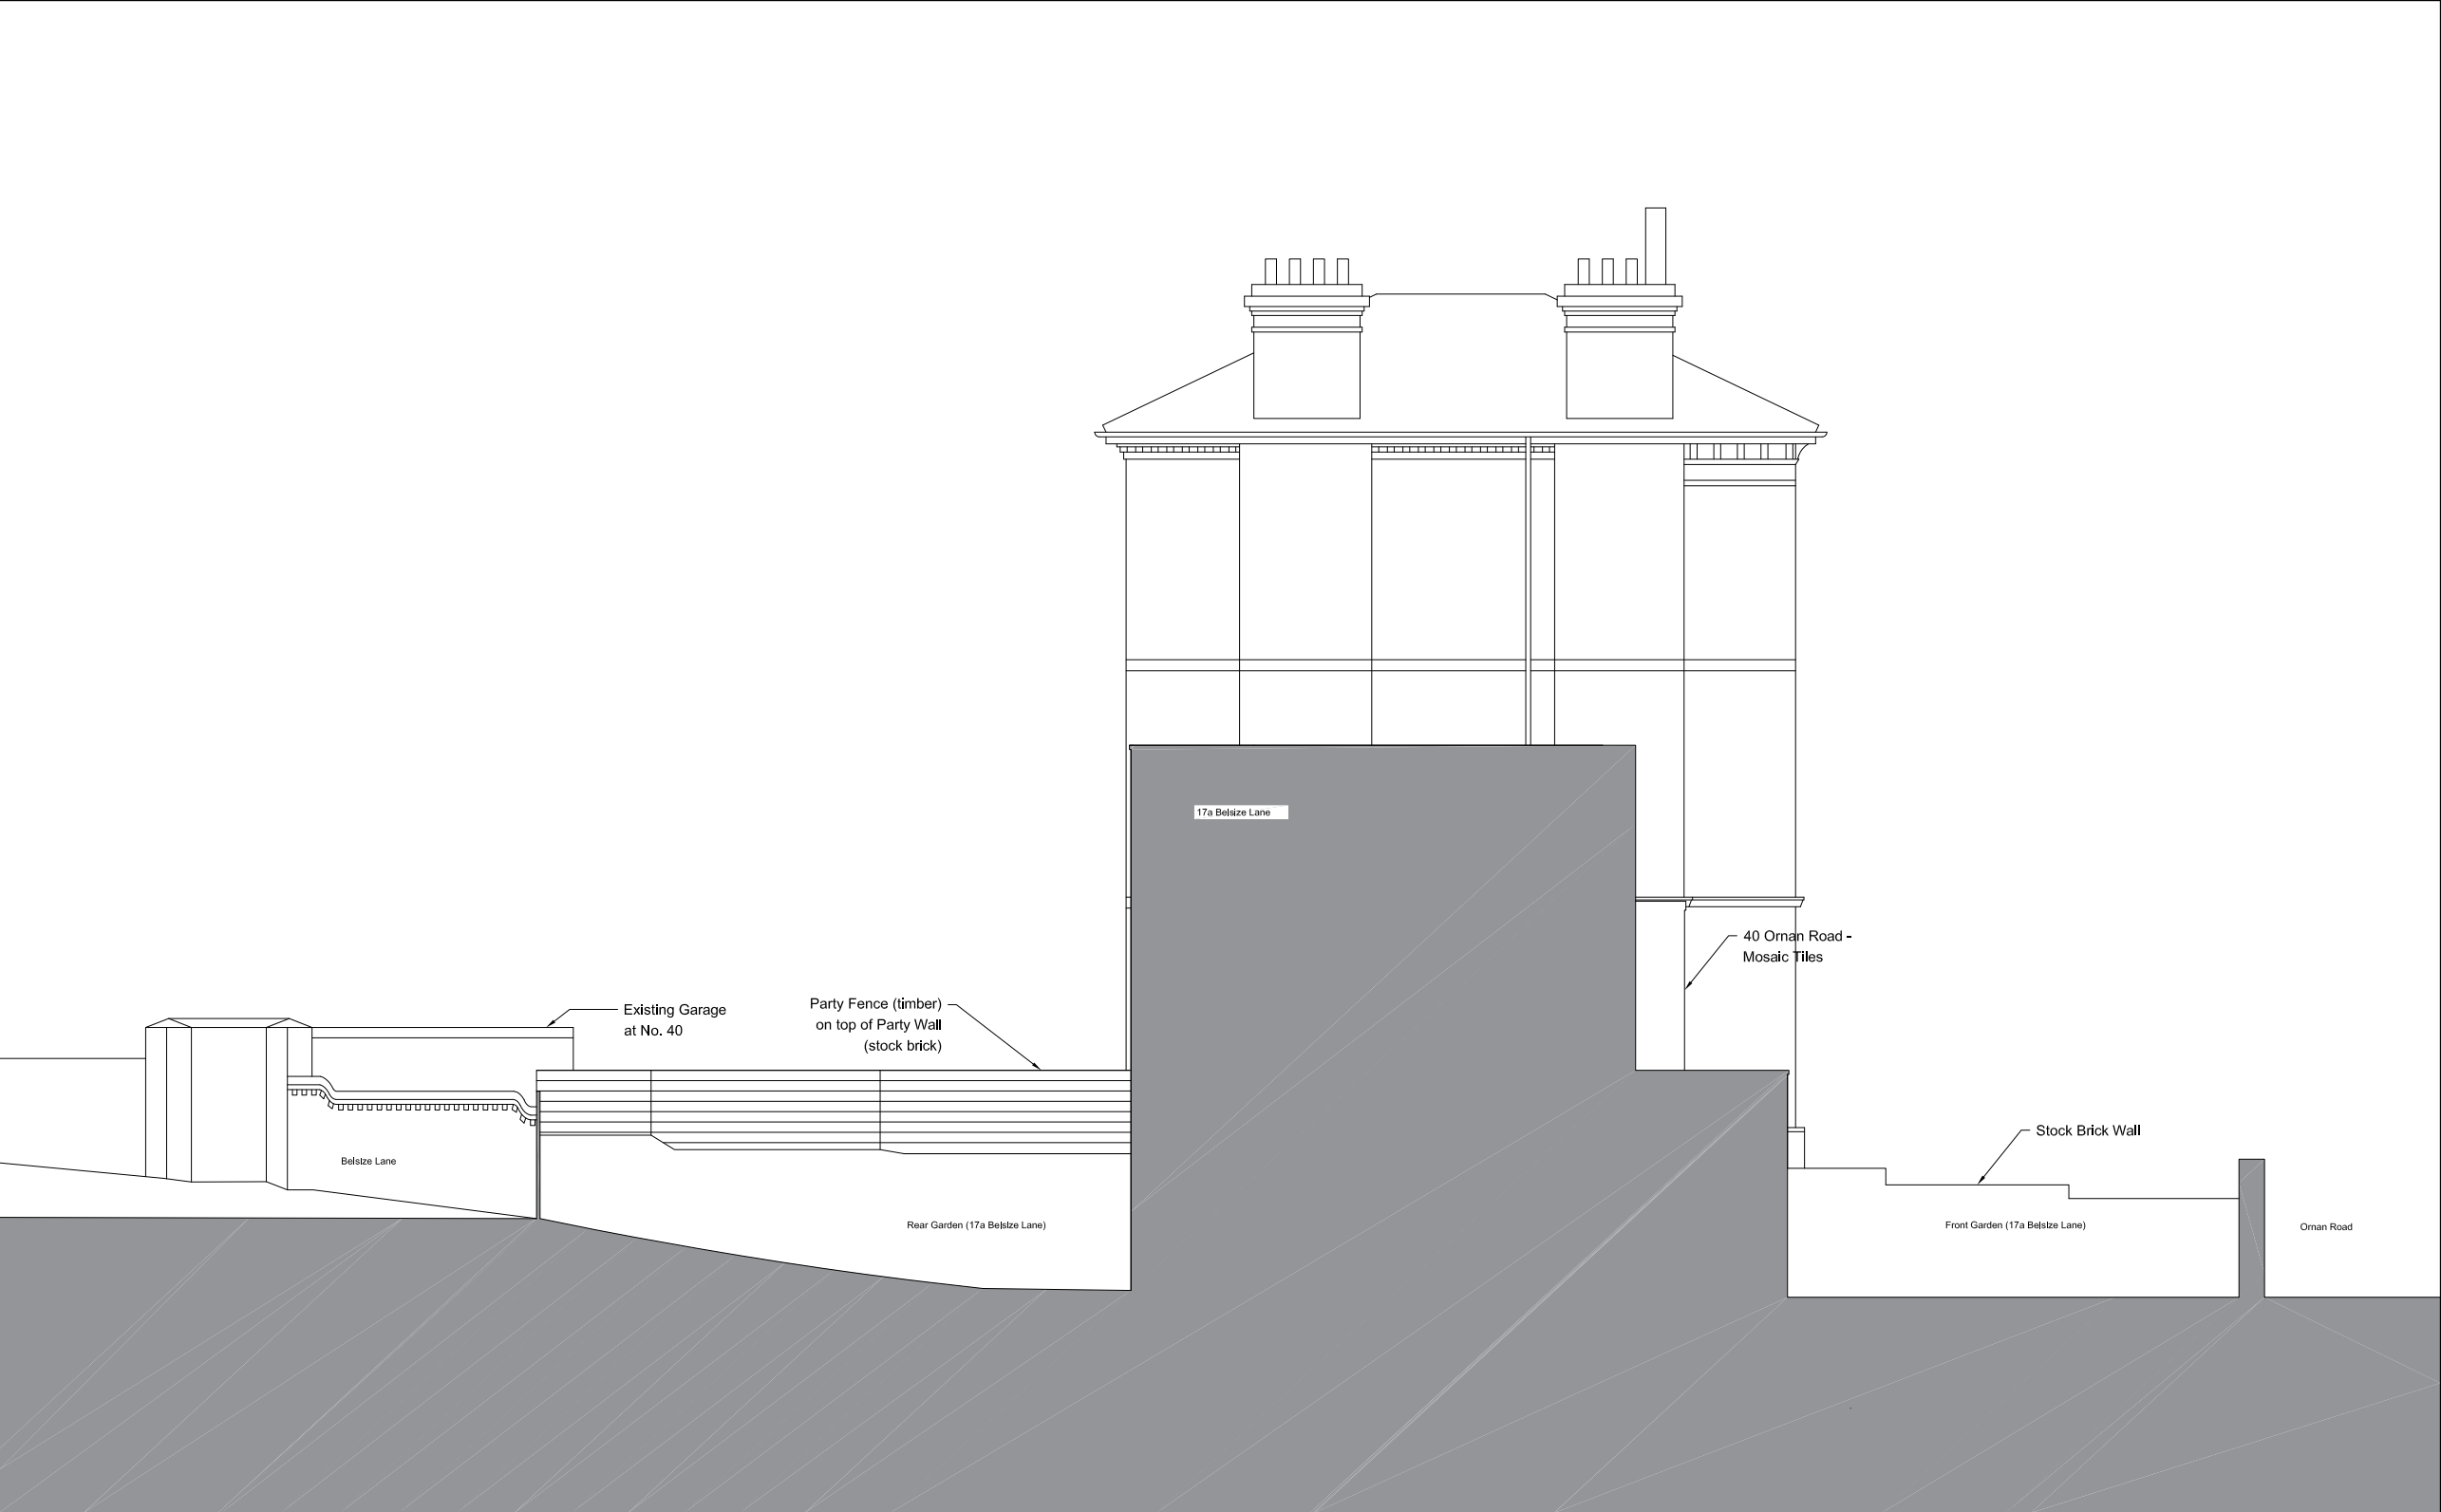 17a Belsize Lane
40 Ornan Road -
Mosaic Tiles
Existing Garage
at No. 40
Party Fence (timber)
on top of Party Wall
(stock brick)
Stock Brick Wall
Belsize Lane
Rear Garden (17a Belsize Lane)
Front Garden (17a Belsize Lane)
Ornan Road